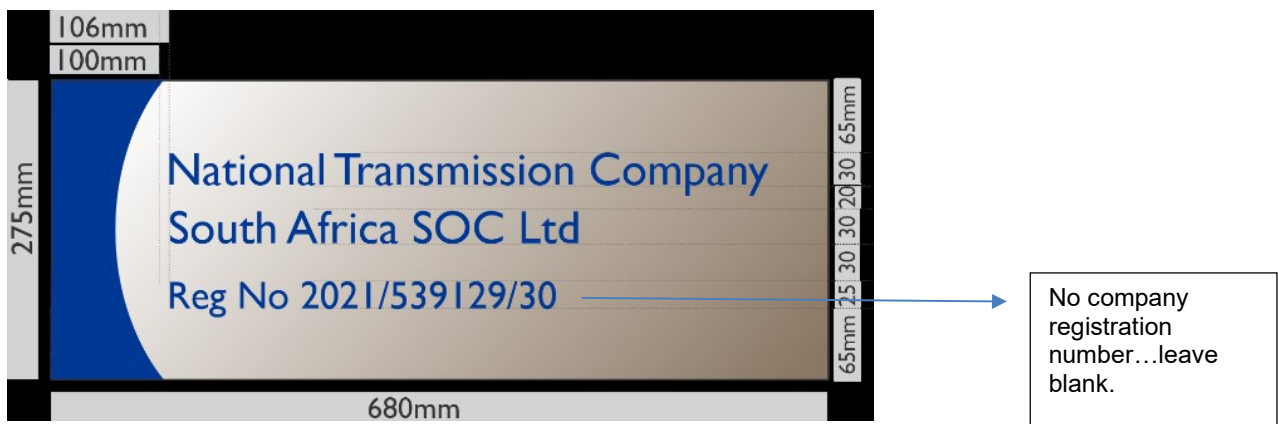 106mm
100mm
275mm
National Transmission Company
South Africa SOC Ltd
Reg No 2021/539129/30
65mm
30
20
30
30
25
65mm
680mm
No company
registration
number…leave
blank.